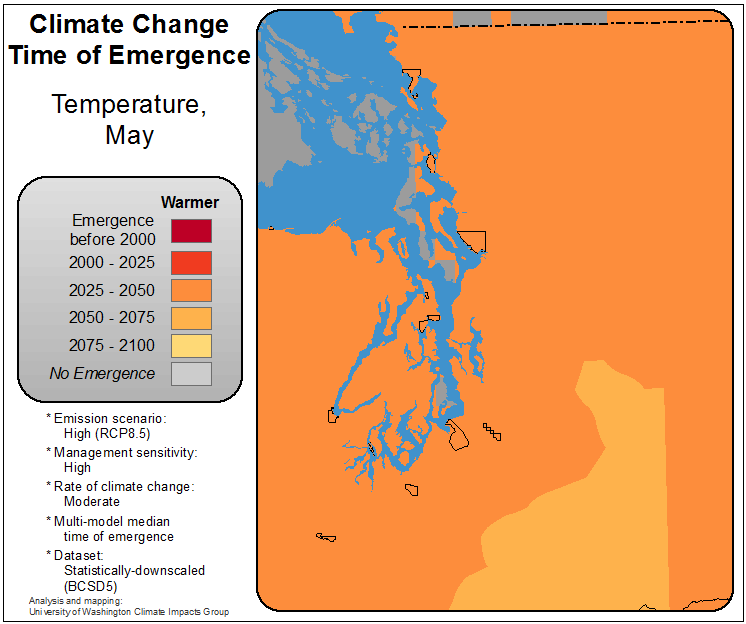 Climate Change
Time of Emergence
Temperature,
May
Warmer
Emergence
before 2000
2000 - 2025
2025 - 2050
2050 - 2075
2075 - 2100
No Emergence
* Emission scenario:
High (RCP8.5)
* Management sensitivity:
High
* Rate of climate change:
Moderate
* Multi-model median
time of emergence
* Dataset:
Statistically-downscaled
(BCSD5)
Analysis and mapping:
University of Washington Climate Impacts Group